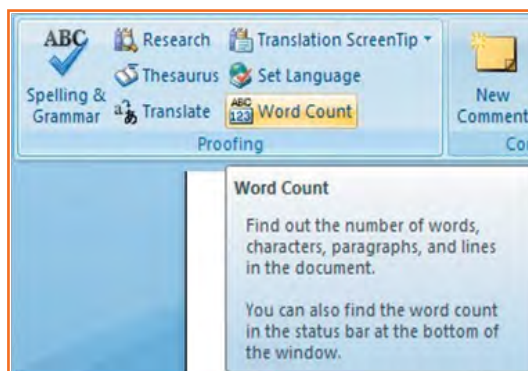 ABC
Spelling &
Grammar
Research
Thesaurus
Translate
Translation ScreenTip
Set Language
ABC
123
Word Count
Proofing
New
Comment
Word Count
Find out the number of words,
characters, paragraphs, and lines
in the document.
You can also find the word count
in the status bar at the bottom of
the window.